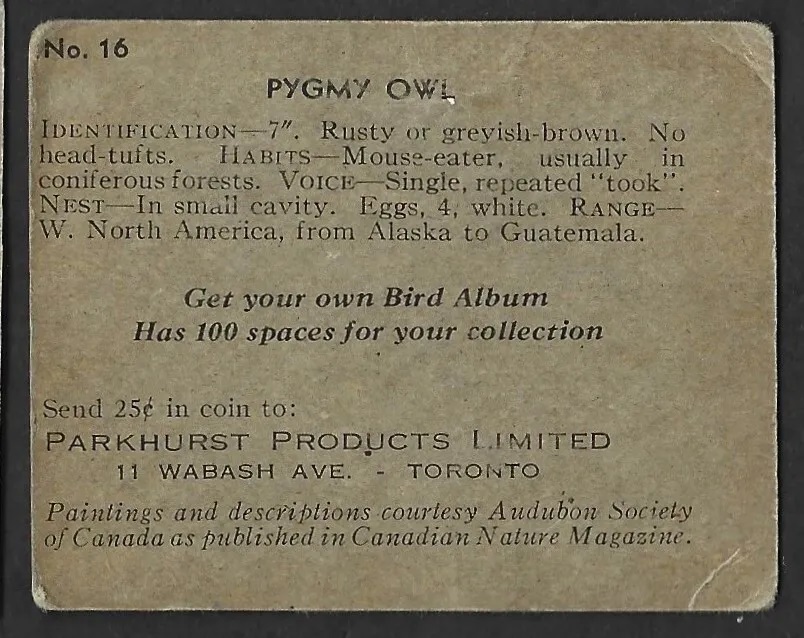 No. 16
PYGMY OWL
IDENTIFICATION—7". Rusty or greyish-brown. No
head-tufts. HABITS—Mouse-eater, usually in
coniferous forests. VOICE—Single, repeated "took".
NEST—In small cavity. Eggs, 4, white. RANGE—
W. North America, from Alaska to Guatemala.
Get your own Bird Album
Has 100 spaces for your collection
Send 25¢ in coin to:
PARKHURST PRODUCTS LIMITED
11 WABASH AVE. - TORONTO
Paintings and descriptions courtesy Audubon Society
of Canada as published in Canadian Nature Magazine.